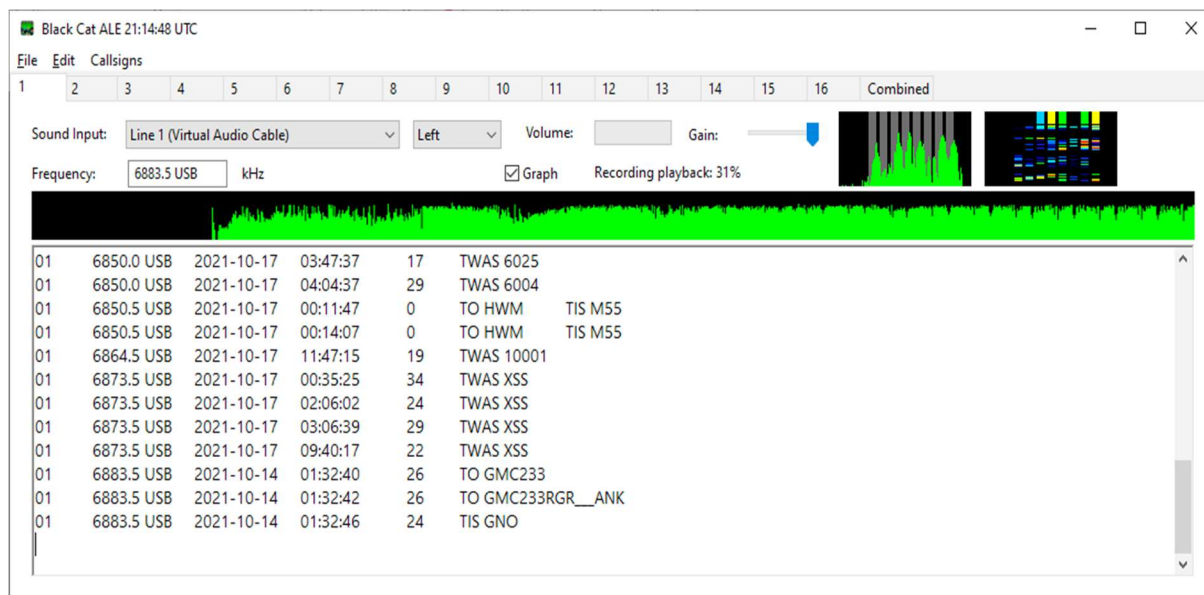 Black Cat ALE 21:14:48 UTC
File Edit Callsigns
1 2 3 4 5 6 7 8 9 10 11 12 13 14 15 16 Combined
Sound Input: Line 1 (Virtual Audio Cable) Left Volume: Gain:
Frequency: 6883.5 USB kHz Graph Recording playback: 31%
01 6850.0 USB 2021-10-17 03:47:37 17 TWAS 6025
01 6850.0 USB 2021-10-17 04:04:37 29 TWAS 6004
01 6850.5 USB 2021-10-17 00:11:47 0 TO HWM TIS M55
01 6850.5 USB 2021-10-17 00:14:07 0 TO HWM TIS M55
01 6864.5 USB 2021-10-17 11:47:15 19 TWAS 10001
01 6873.5 USB 2021-10-17 00:35:25 34 TWAS XSS
01 6873.5 USB 2021-10-17 02:06:02 24 TWAS XSS
01 6873.5 USB 2021-10-17 03:06:39 29 TWAS XSS
01 6873.5 USB 2021-10-17 09:40:17 22 TWAS XSS
01 6883.5 USB 2021-10-14 01:32:40 26 TO GMC233
01 6883.5 USB 2021-10-14 01:32:42 26 TO GMC233RGR___ANK
01 6883.5 USB 2021-10-14 01:32:46 24 TIS GNO